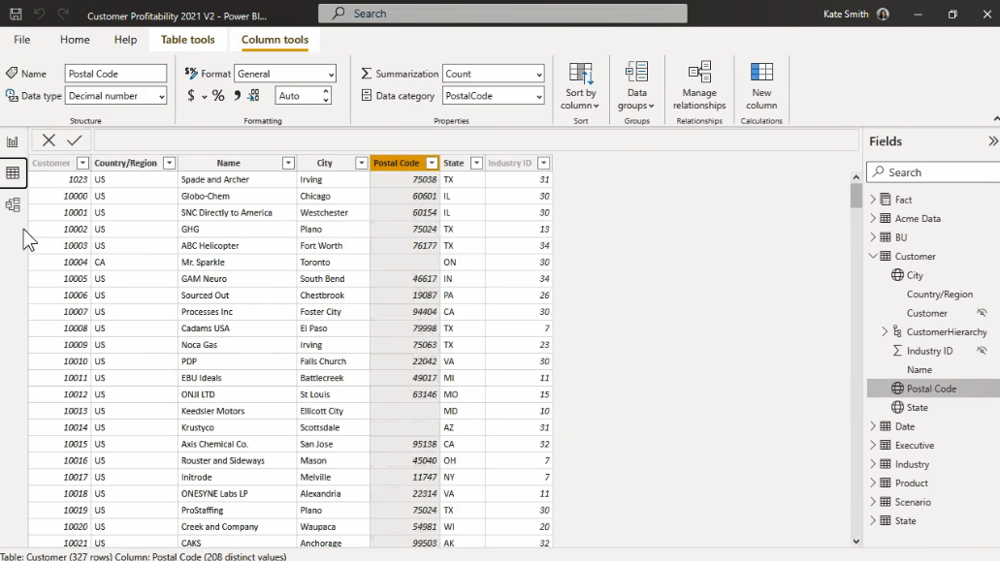 Customer Profitability 2021 V2 - Power BI...
Search
Kate Smith
File
Home
Help
Table tools
Column tools
Name
Postal Code
Data type
Decimal number
Structure
Format
General
$ % , Auto
Formatting
Summarization
Count
Data category
PostalCode
Properties
Sort by
column
Sort
Data
groups
Groups
Manage
relationships
Relationships
New
column
Calculations
Customer Country/Region Name City Postal Code State Industry ID
1023 US Spade and Archer Irving 75038 TX 31
10000 US Globo-Chem Chicago 60601 IL 30
10001 US SNC Directly to America Westchester 60154 IL 30
10002 US GHG Plano 75024 TX 13
10003 US ABC Helicopter Fort Worth 76177 TX 34
10004 CA Mr. Sparkle Toronto ON 30
10005 US GAM Neuro South Bend 46617 IN 34
10006 US Sourced Out Chestbrook 19087 PA 26
10007 US Processes Inc Foster City 94404 CA 30
10008 US Cadams USA El Paso 79998 TX 7
10009 US Noca Gas Irving 75063 TX 23
10010 US PDP Falls Church 22042 VA 30
10011 US EBU Ideals Battlecreek 49017 MI 11
10012 US ONJI LTD St Louis 63146 MO 15
10013 US Keedsler Motors Ellicott City MD 10
10014 US Krustyco Scottsdale AZ 31
10015 US Axis Chemical Co. San Jose 95138 CA 32
10016 US Rouster and Sideways Mason 45040 OH 7
10017 US Initrode Melville 11747 NY 7
10018 US ONESYNE Labs LP Alexandria 22314 VA 11
10019 US ProStaffing Plano 75024 TX 30
10020 US Creek and Company Waupaca 54981 WI 20
10021 US CAKS Anchorage 99503 AK 32
Fields
Search
Fact
Acme Data
BU
Customer
City
Country/Region
Customer
CustomerHierarchy
Industry ID
Name
Postal Code
State
Date
Executive
Industry
Product
Scenario
State
Table: Customer (327 rows) Column: Postal Code (208 distinct values)